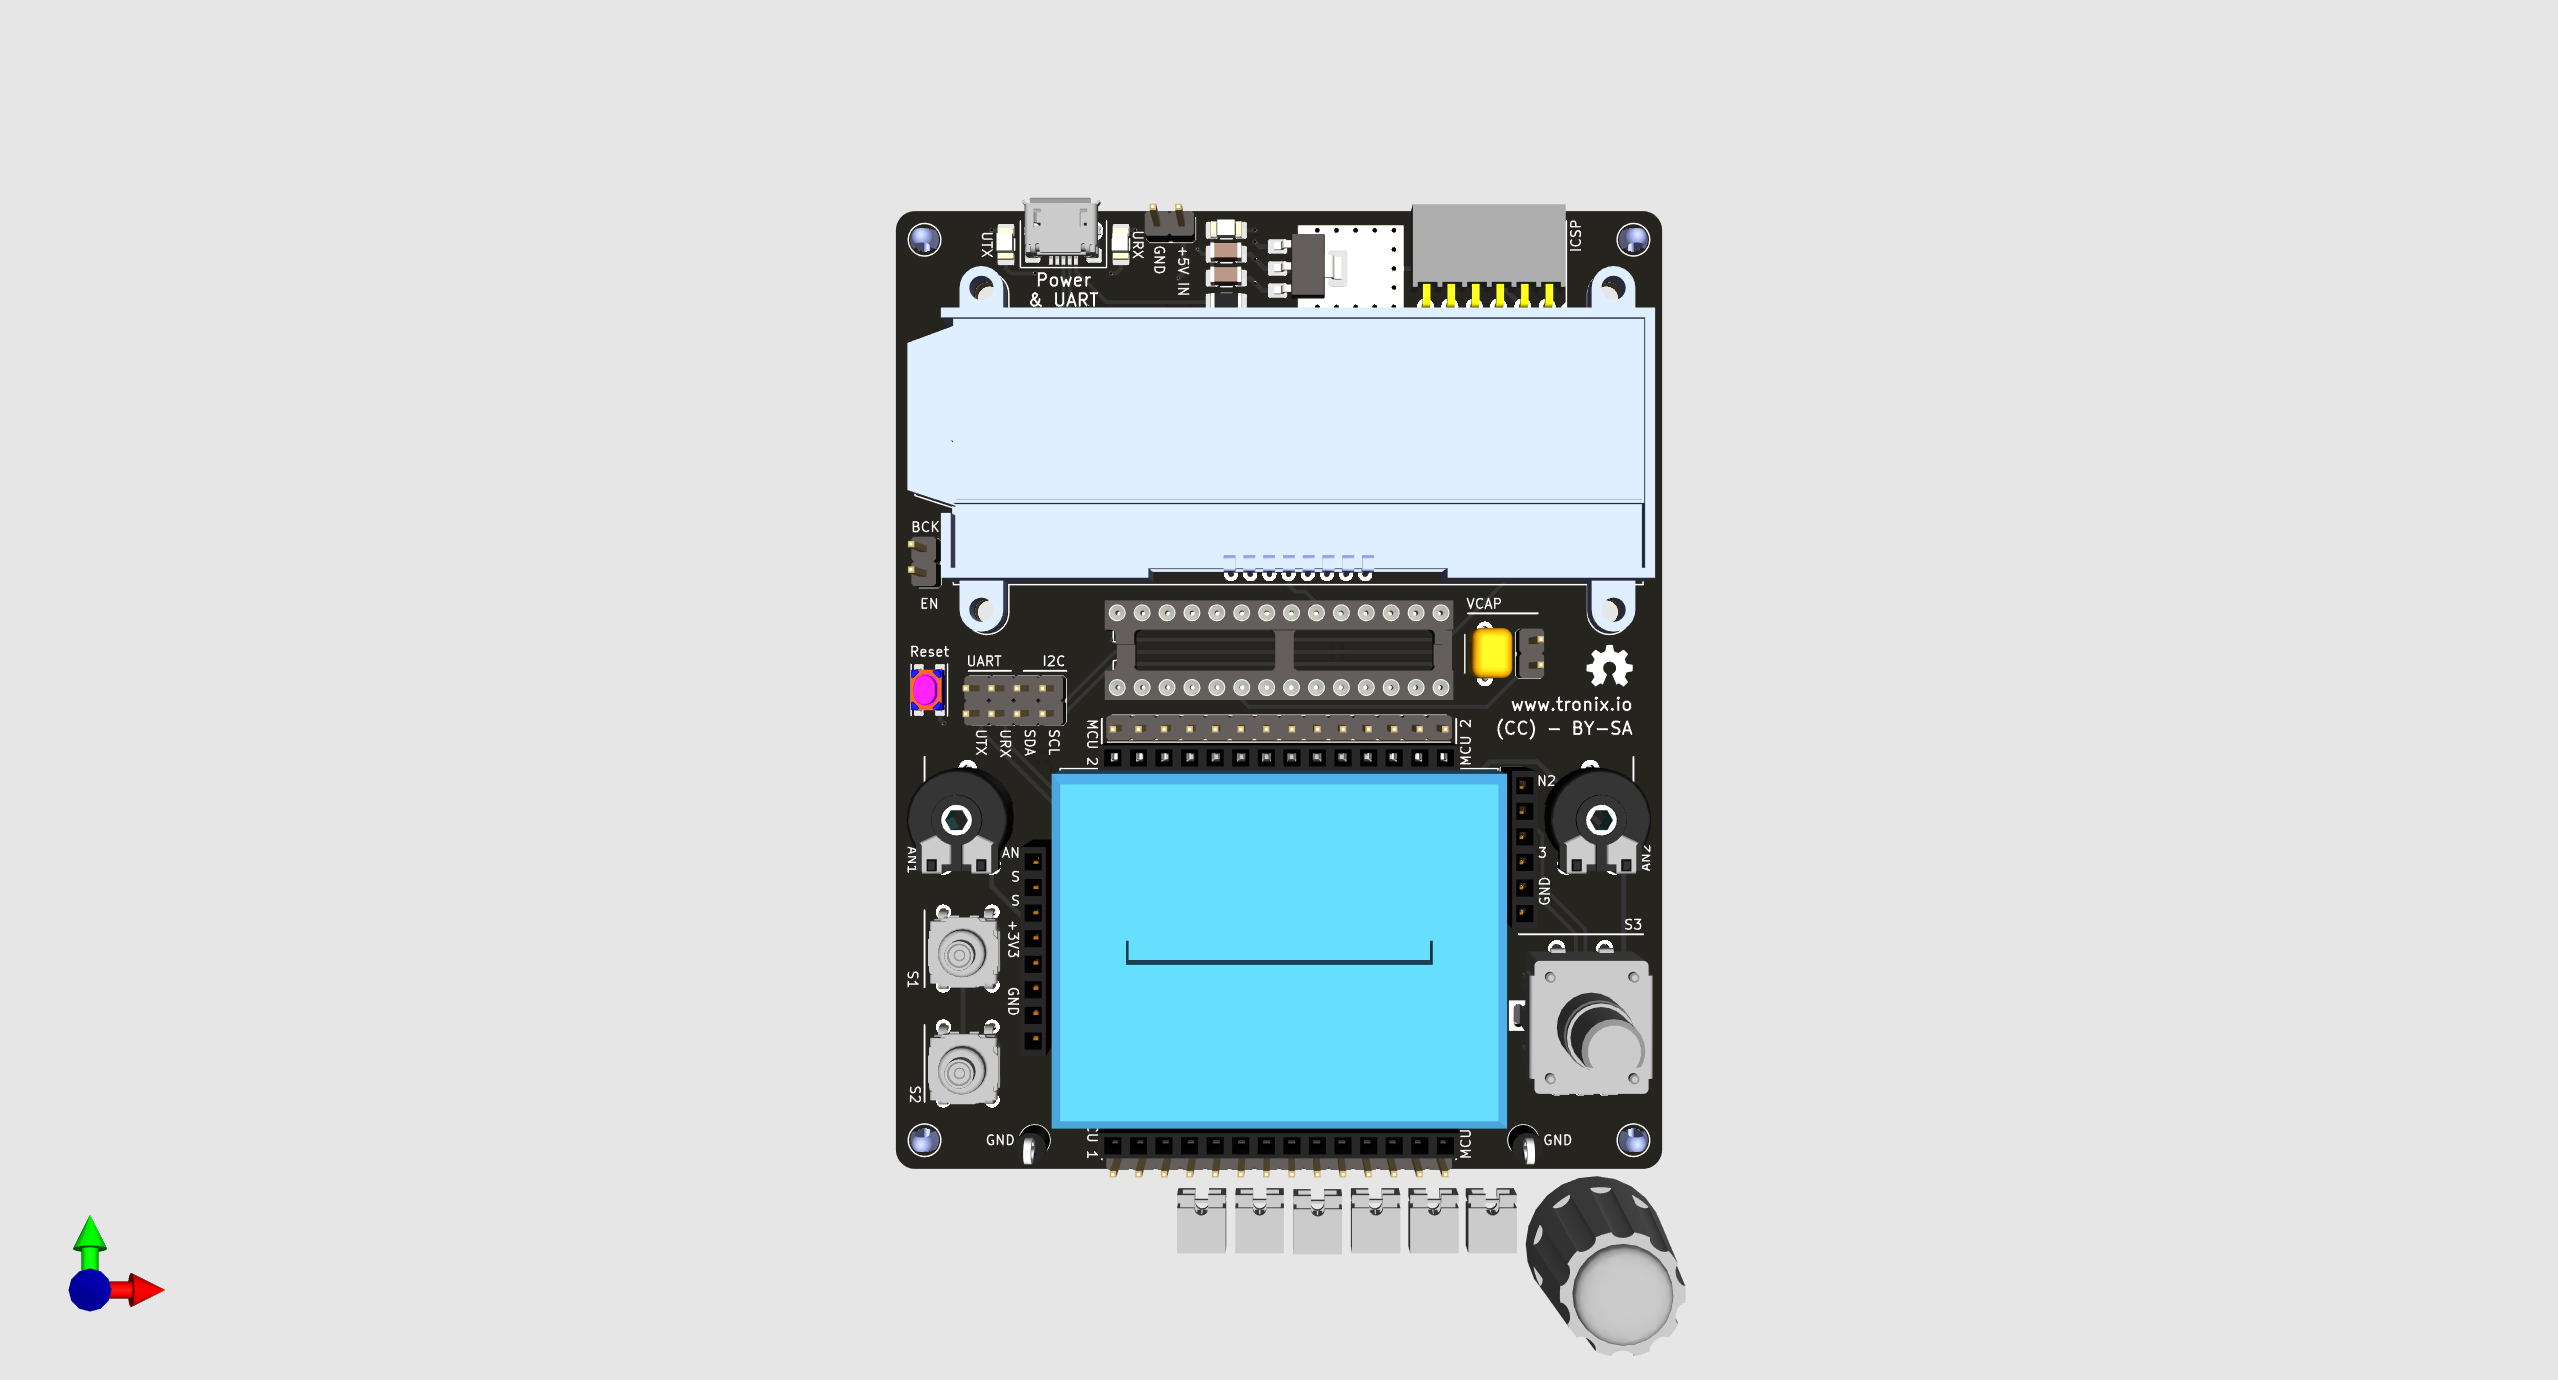 UTX
URX
GND
+5V IN
ICSP
Power
& UART
BCK
EN
VCAP
Reset
UART
I2C
www.tronix.io
(CC) - BY-SA
UTX
URX
SDA
SCL
MCU 2
MCU 2
N2
AN1
AN
3
AN2
S
S
GND
+3V3
S3
S1
GND
S2
GND
GND
CU 1
MCU